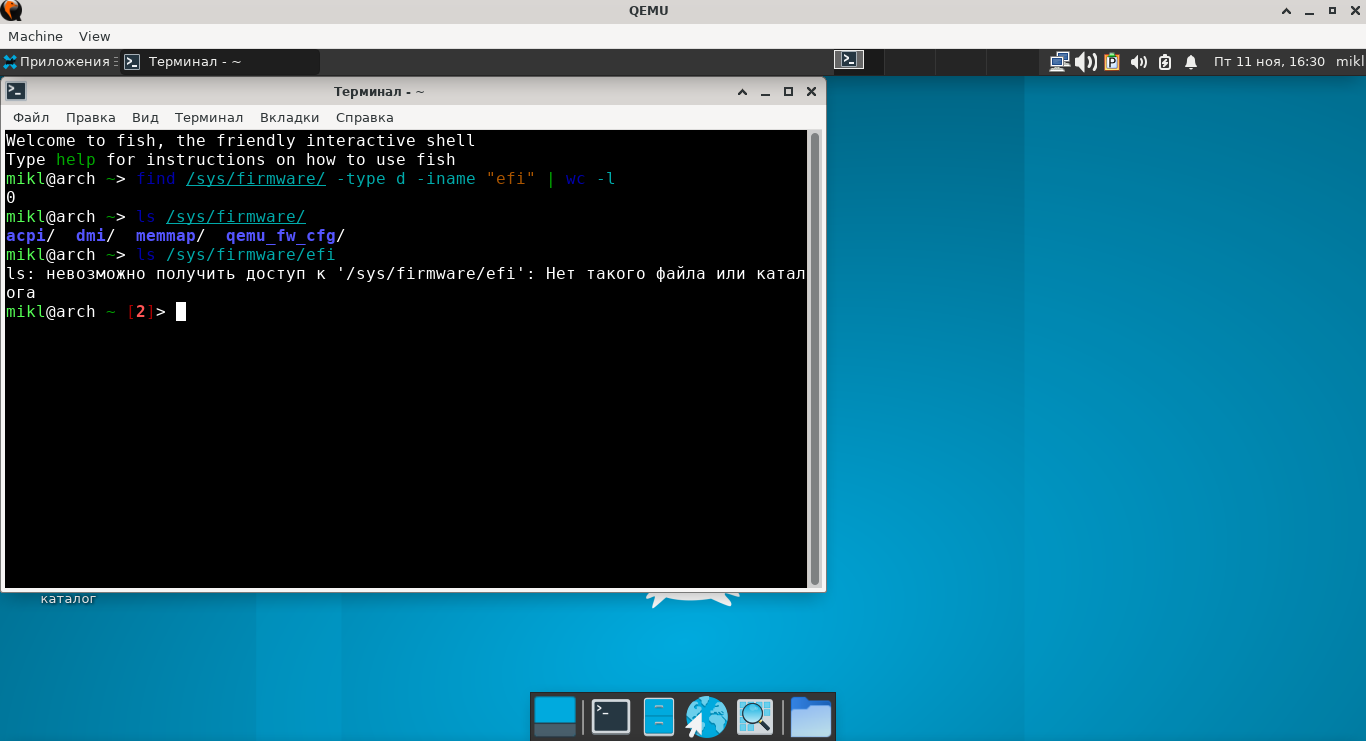 QEMU
Machine View
Приложения Терминал - ~ Пт 11 ноя, 16:30 mikl
Терминал - ~
Файл Правка Вид Терминал Вкладки Справка
Welcome to fish, the friendly interactive shell
Type help for instructions on how to use fish
mikl@arch ~> find /sys/firmware/ -type d -iname "efi" | wc -l
0
mikl@arch ~> ls /sys/firmware/
acpi/ dmi/ memmap/ qemu_fw_cfg/
mikl@arch ~> ls /sys/firmware/efi
ls: невозможно получить доступ к '/sys/firmware/efi': Нет такого файла или катал
ога
mikl@arch ~ [2]>
каталог